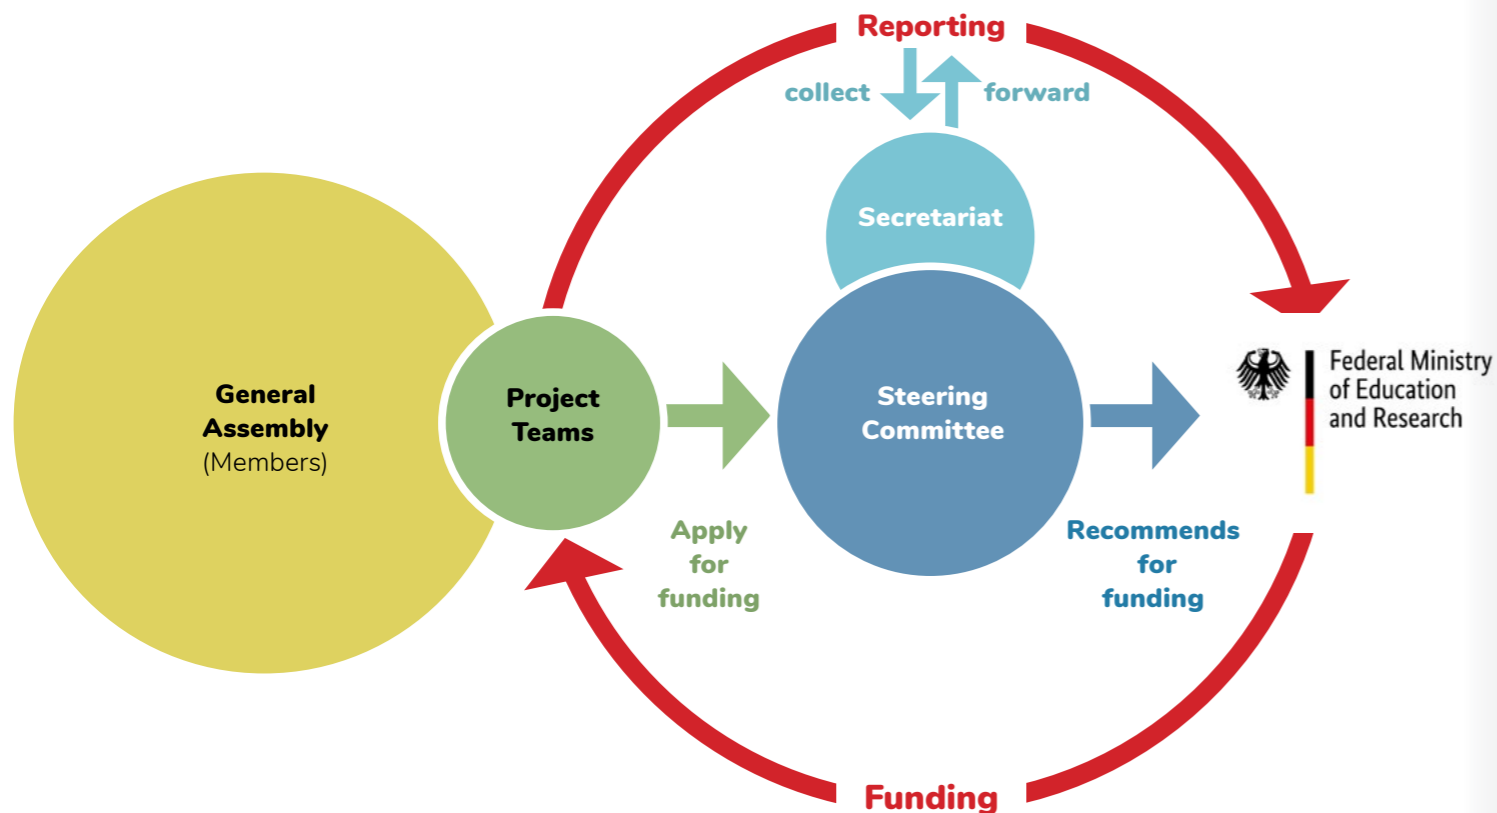 Reporting
collect
forward
Secretariat
General
Assembly
(Members)
Project
Teams
Steering
Committee
Federal Ministry
of Education
and Research
Apply
for
funding
Recommends
for
funding
Funding